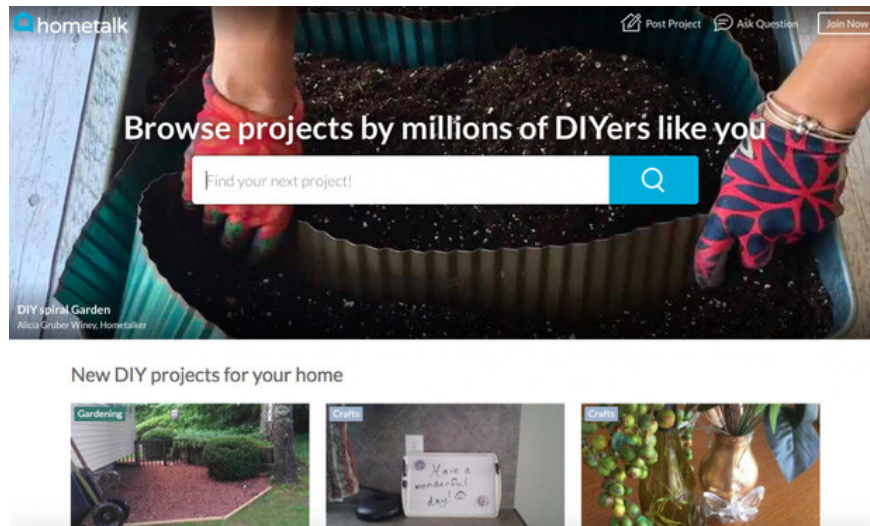 hometalk
Post Project
Ask Question
Join Now
Browse projects by millions of DIYers like you
Find your next project!
DIY spiral Garden
Alicia Gruber Winey, Hometalker
New DIY projects for your home
Gardening
Crafts
Crafts
Have a
wonderful
day!